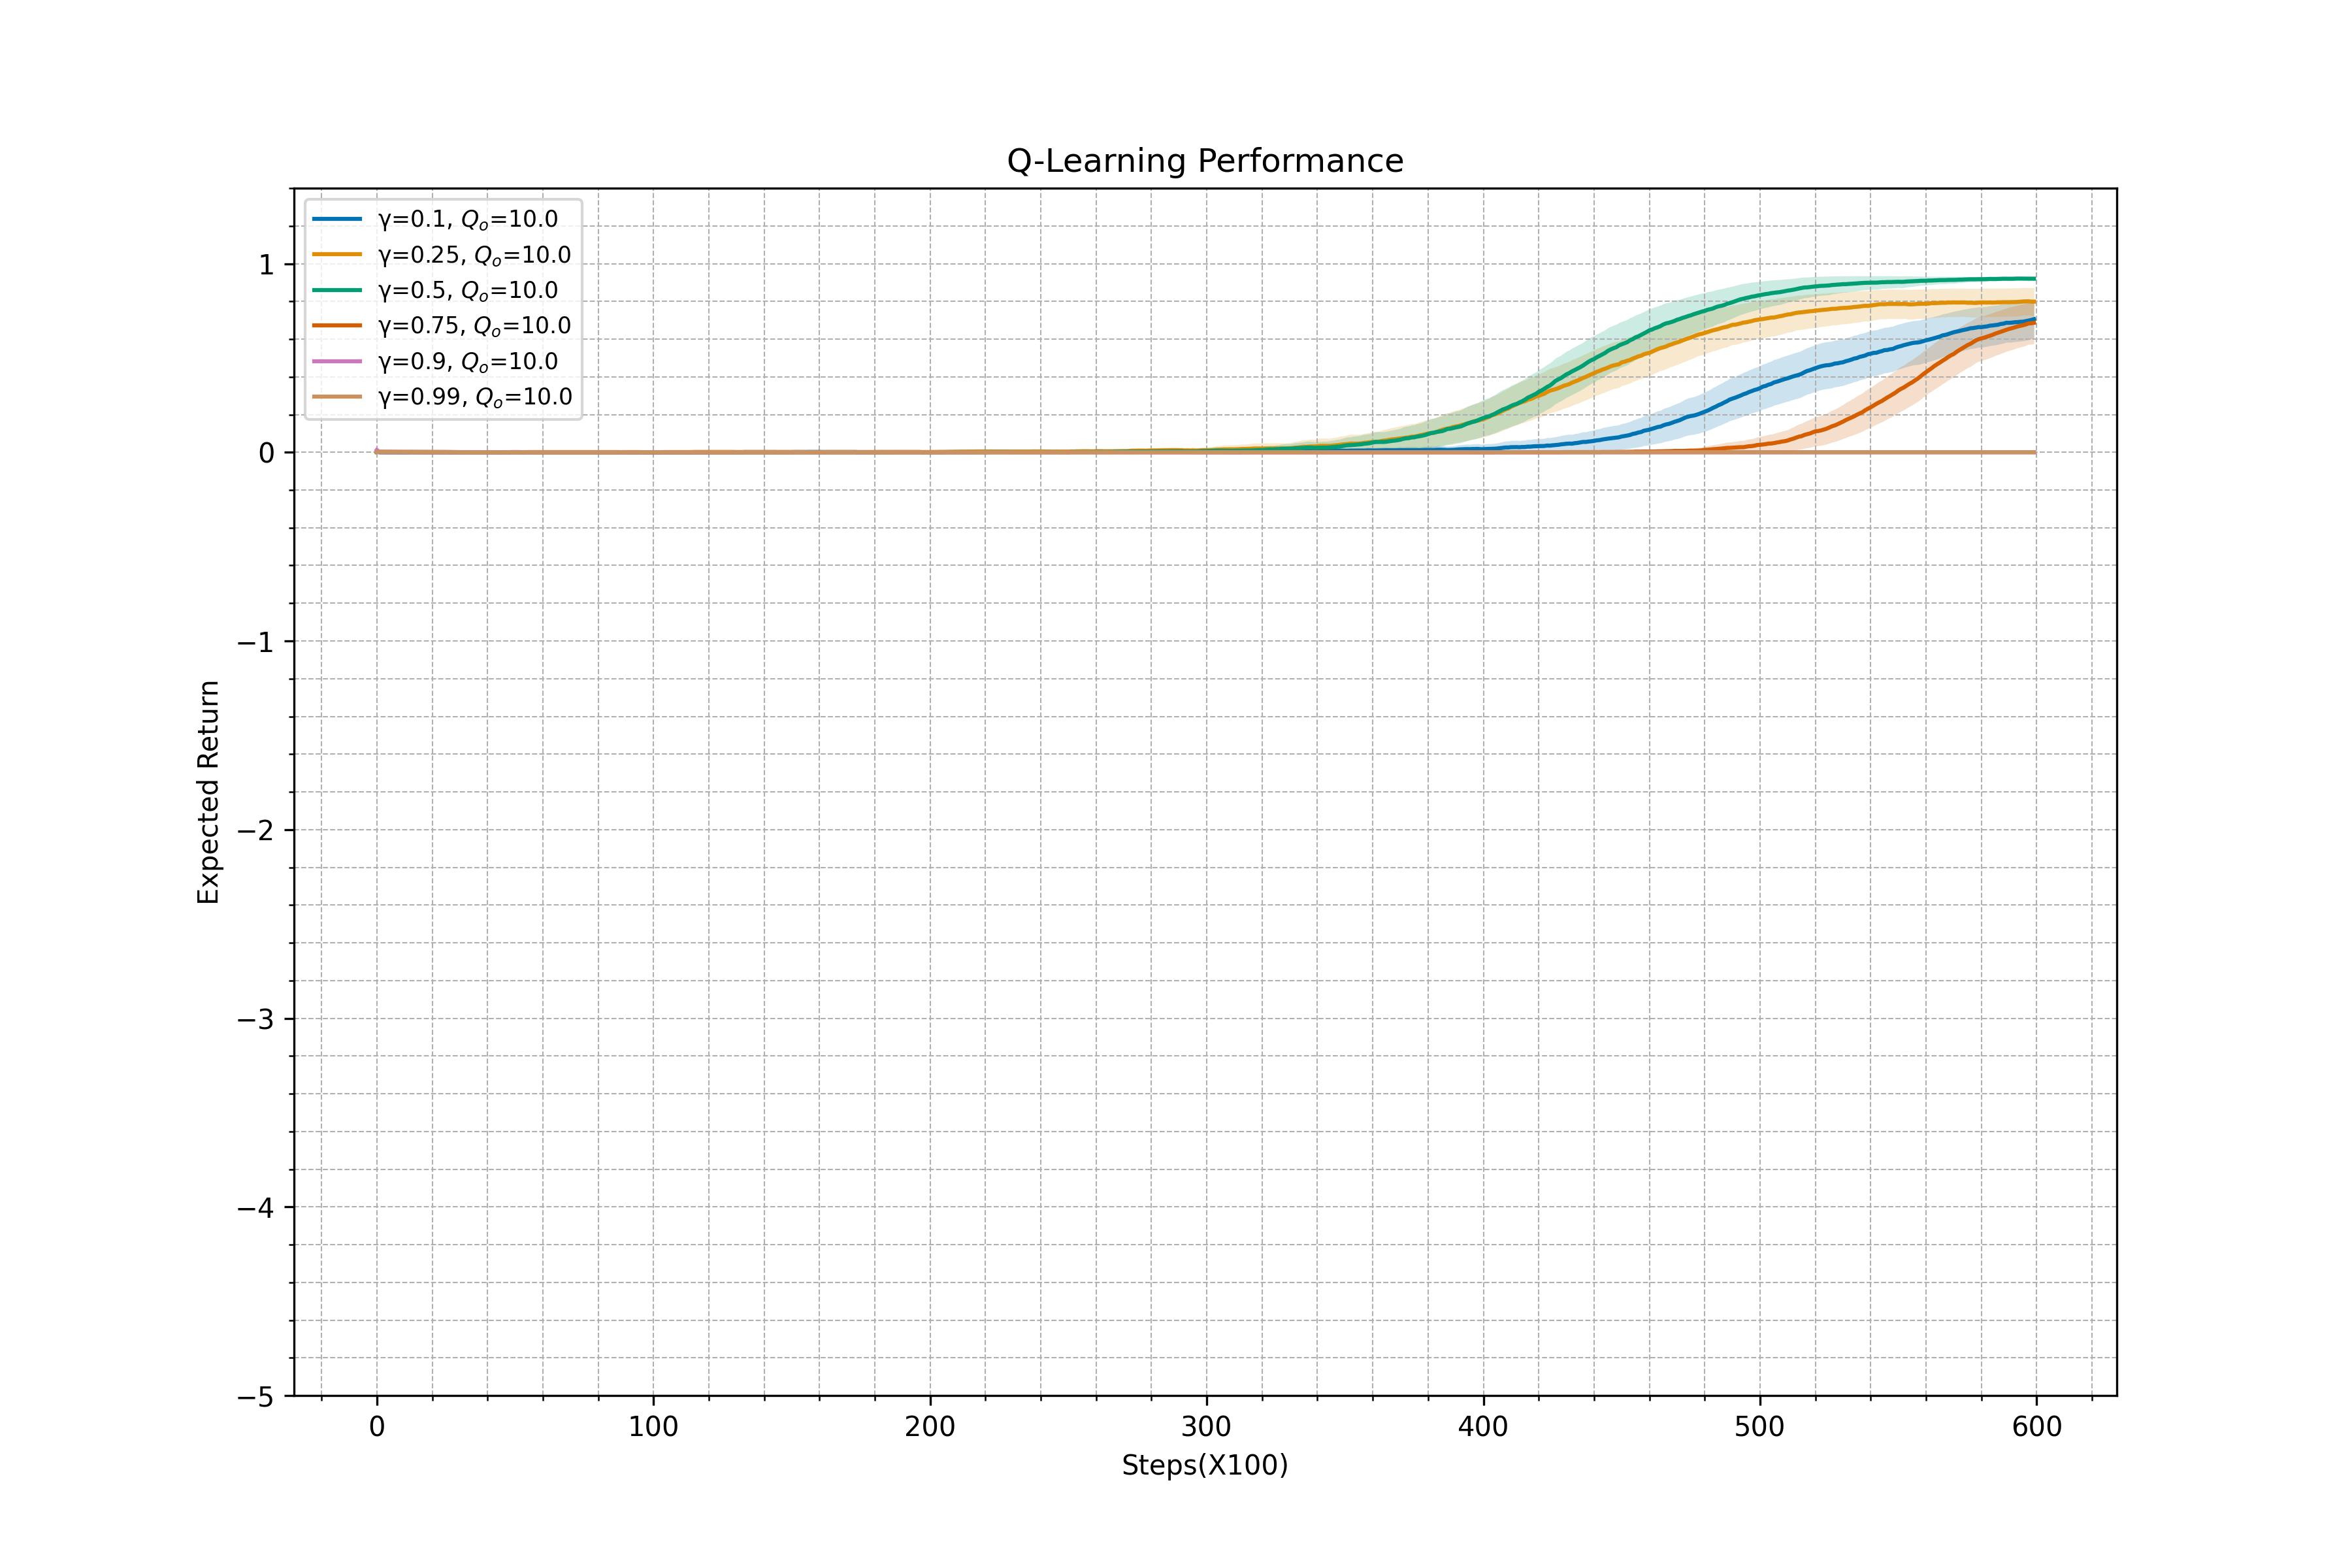 Q-Learning Performance
γ=0.1, Qₒ=10.0
γ=0.25, Qₒ=10.0
γ=0.5, Qₒ=10.0
γ=0.75, Qₒ=10.0
γ=0.9, Qₒ=10.0
γ=0.99, Qₒ=10.0
1
0
−1
−2
−3
−4
−5
Expected Return
0 100 200 300 400 500 600
Steps(X100)